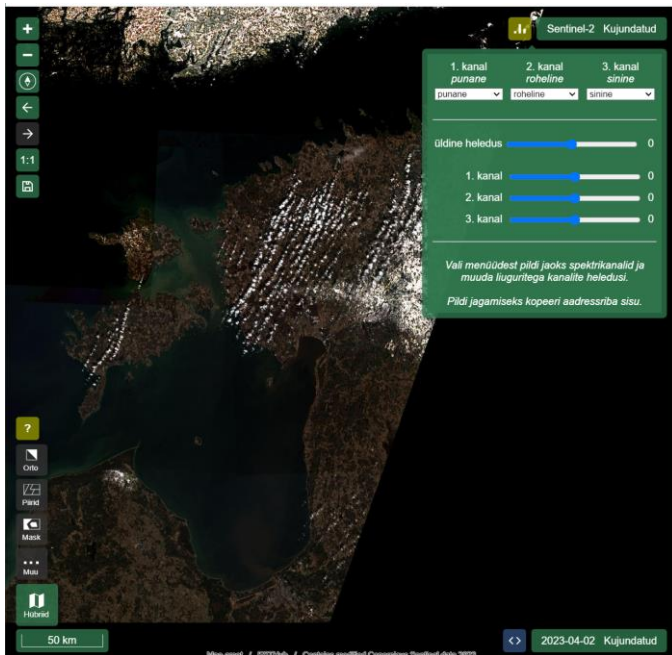 +
Sentinel-2 Kujundatud
−
1. kanal 2. kanal 3. kanal
punane roheline sinine
punane roheline sinine
←
→
1:1
üldine heledus 0
1. kanal 0
2. kanal 0
3. kanal 0
Vali menüüdest pildi jaoks spektrikanalid ja
muuda liuguritega kanalite heledusi.
Pildi jagamiseks kopeeri aadressriba sisu.
?
Orto
Piirid
Mask
Muu
Hübriid
50 km
<> 2023-04-02 Kujundatud